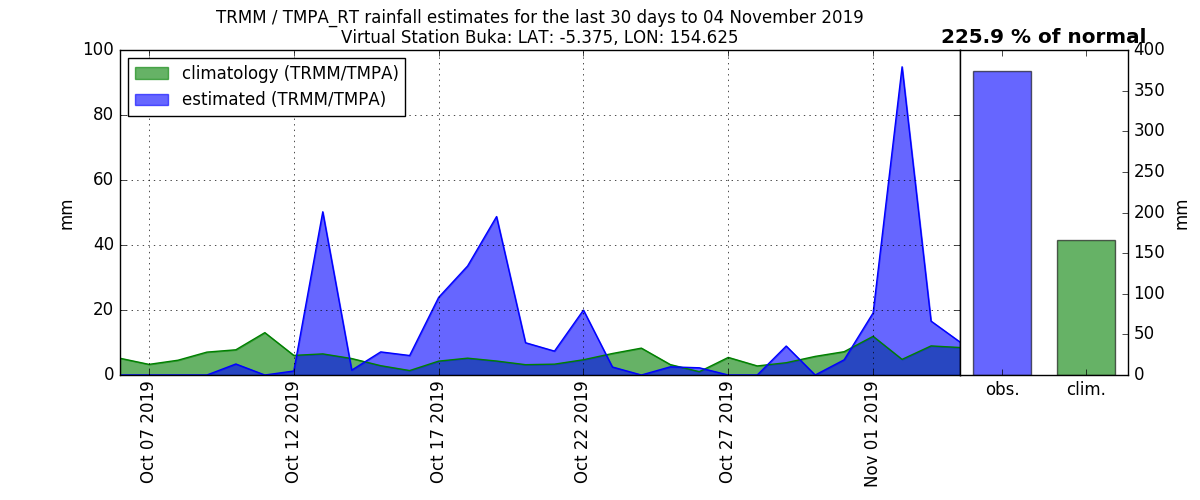 TRMM / TMPA_RT rainfall estimates for the last 30 days to 04 November 2019
Virtual Station Buka: LAT: -5.375, LON: 154.625
225.9 % of normal
climatology (TRMM/TMPA)
estimated (TRMM/TMPA)
100
80
60
40
20
0
mm
400
350
300
250
200
150
100
50
0
mm
obs.
clim.
Oct 07 2019
Oct 12 2019
Oct 17 2019
Oct 22 2019
Oct 27 2019
Nov 01 2019